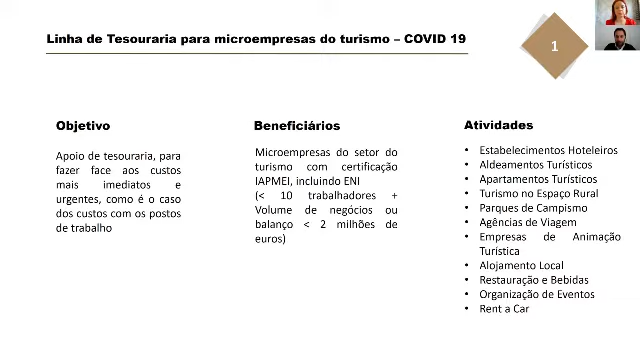 Linha de Tesouraria para microempresas do turismo – COVID 19
1
Objetivo
Apoio de tesouraria, para
fazer face aos custos
mais imediatos e
urgentes, como é o caso
dos custos com os postos
de trabalho
Beneficiários
Microempresas do setor do
turismo com certificação
IAPMEI, incluindo ENI
(< 10 trabalhadores +
Volume de negócios ou
balanço < 2 milhões de
euros)
Atividades
• Estabelecimentos Hoteleiros
• Aldeamentos Turísticos
• Apartamentos Turísticos
• Turismo no Espaço Rural
• Parques de Campismo
• Agências de Viagem
• Empresas de Animação
Turística
• Alojamento Local
• Restauração e Bebidas
• Organização de Eventos
• Rent a Car